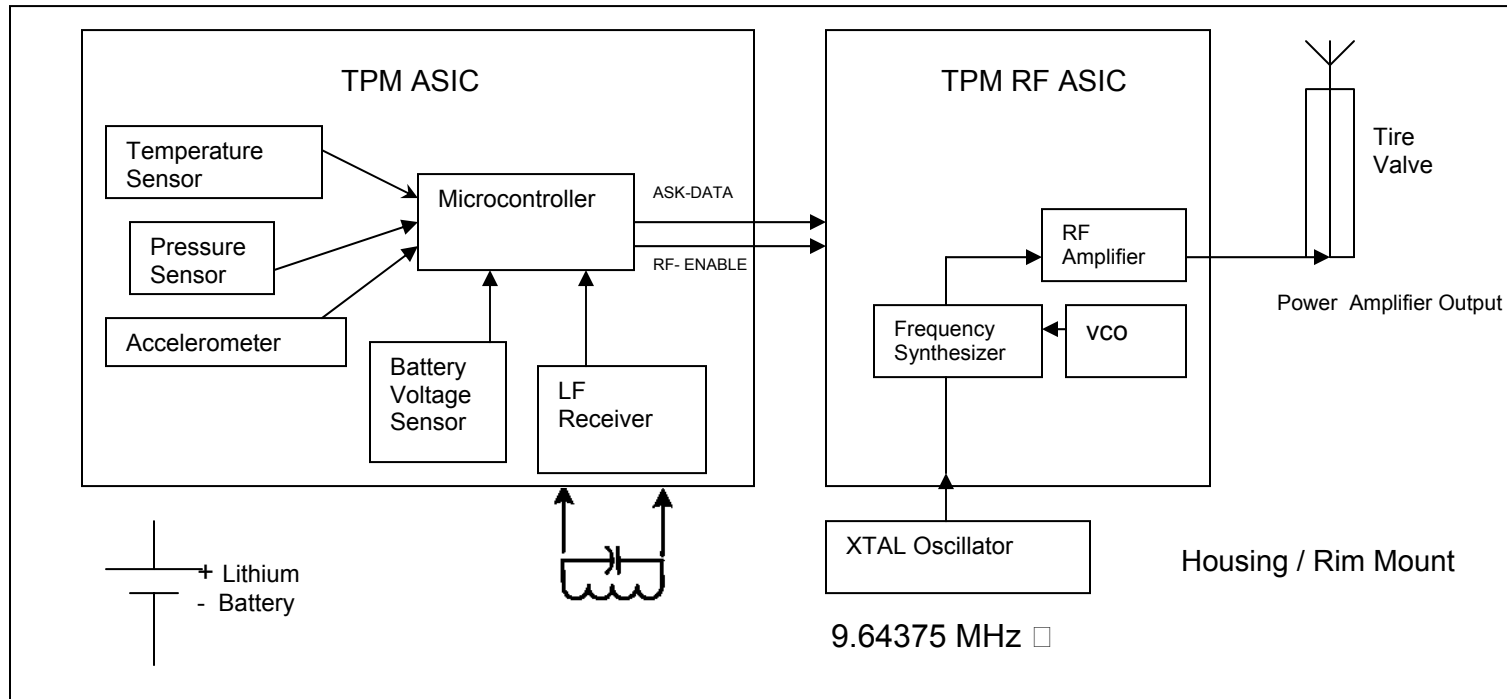 TPM ASIC
Temperature
Sensor
Pressure
Sensor
Accelerometer
Microcontroller
Battery
Voltage
Sensor
LF
Receiver
ASK-DATA
RF- ENABLE
TPM RF ASIC
RF
Amplifier
Frequency
Synthesizer
VCO
Tire
Valve
Power Amplifier Output
+ Lithium
- Battery
XTAL Oscillator
9.64375 MHz □
Housing / Rim Mount